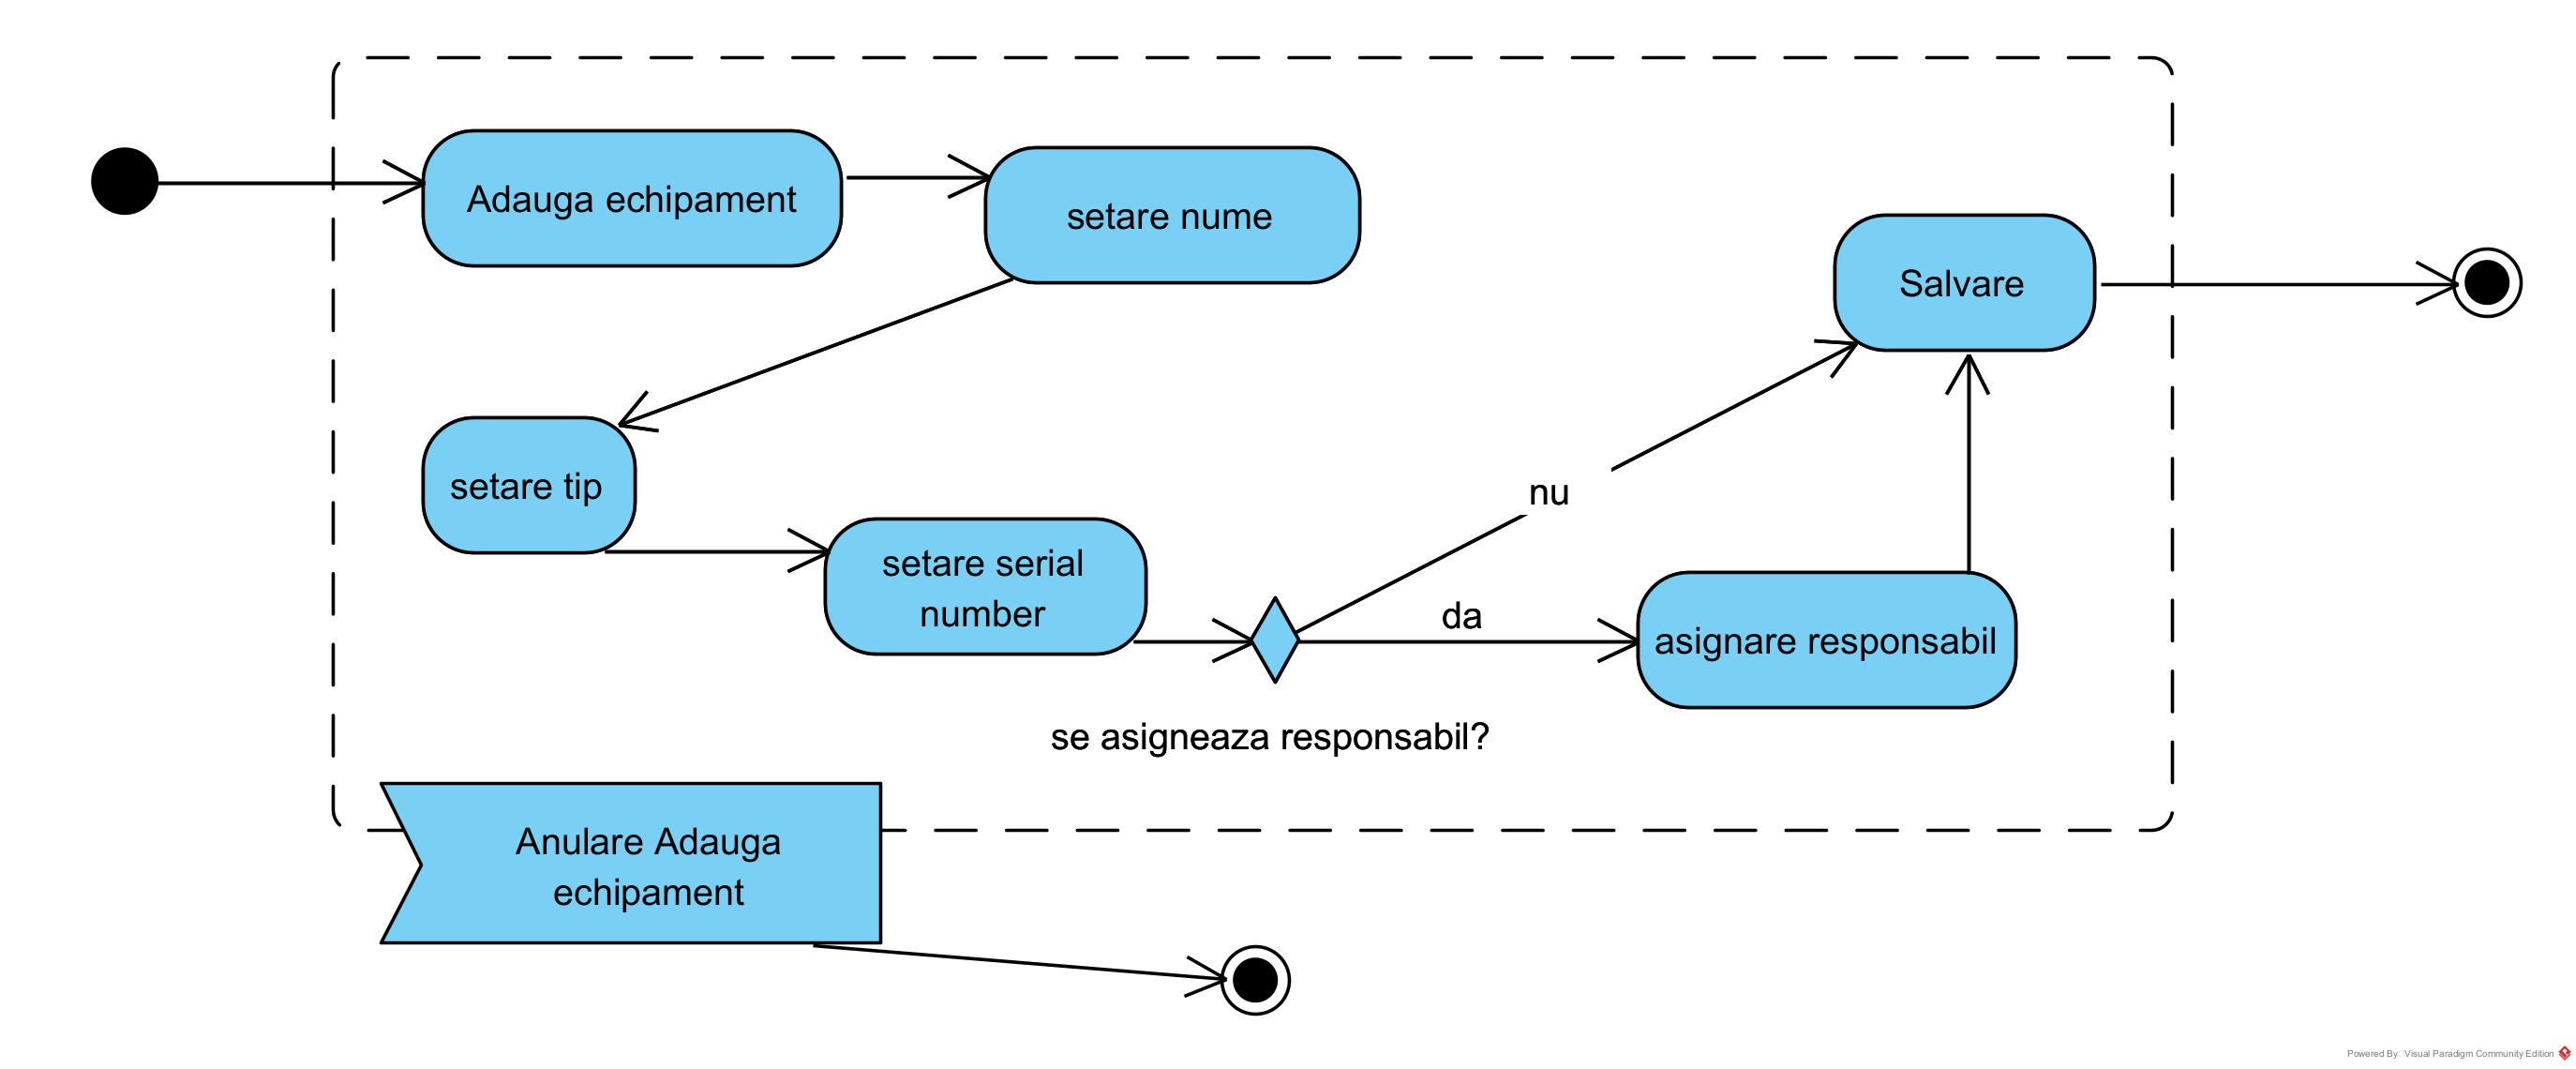 Adauga echipament
setare nume
Salvare
setare tip
nu
setare serial
number
da
asignare responsabil
se asigneaza responsabil?
Anulare Adauga
echipament
Powered By Visual Paradigm Community Edition